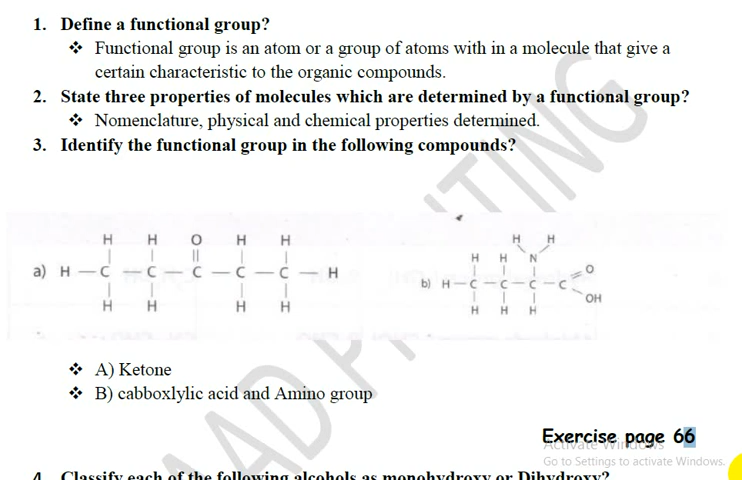 1. Define a functional group?
❖ Functional group is an atom or a group of atoms with in a molecule that give a
certain characteristic to the organic compounds.
2. State three properties of molecules which are determined by a functional group?
❖ Nomenclature, physical and chemical properties determined.
3. Identify the functional group in the following compounds?
H H O H H
a) H — C — C — C — C — C — H
H H H H
H H
H H N
b) H — C — C — C — C O
OH
H H H
❖ A) Ketone
❖ B) cabboxlylic acid and Amino group
Exercise page 66
Activate Windows
Go to Settings to activate Windows.
4. Classify each of the following alcohols as monohydroxy or Dihydroxy?